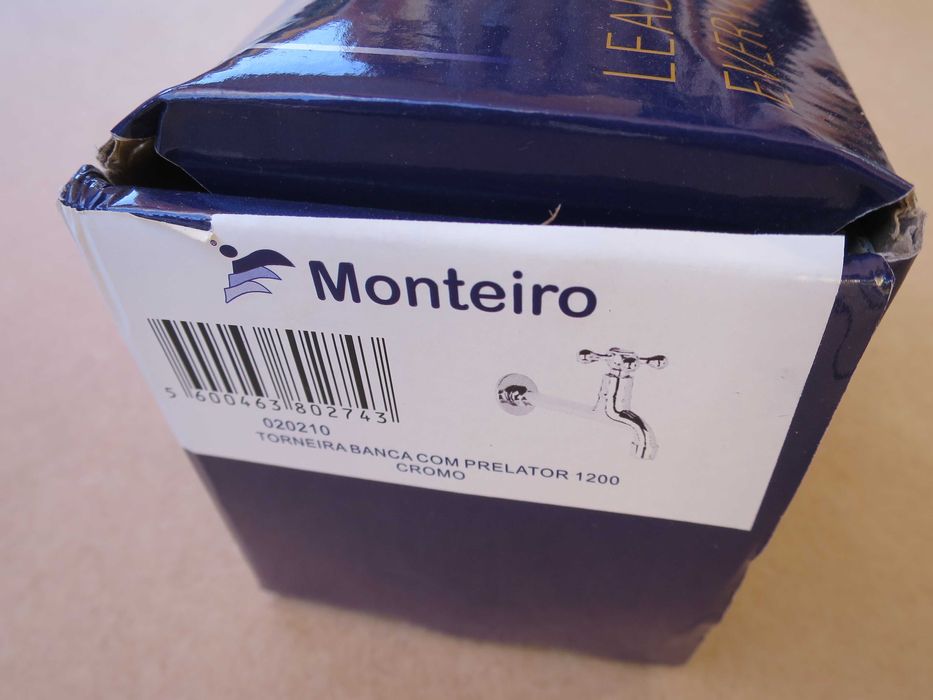 Monteiro
5 600463 802743
020210
TORNEIRA BANCA COM PRELATOR 1200
CROMO